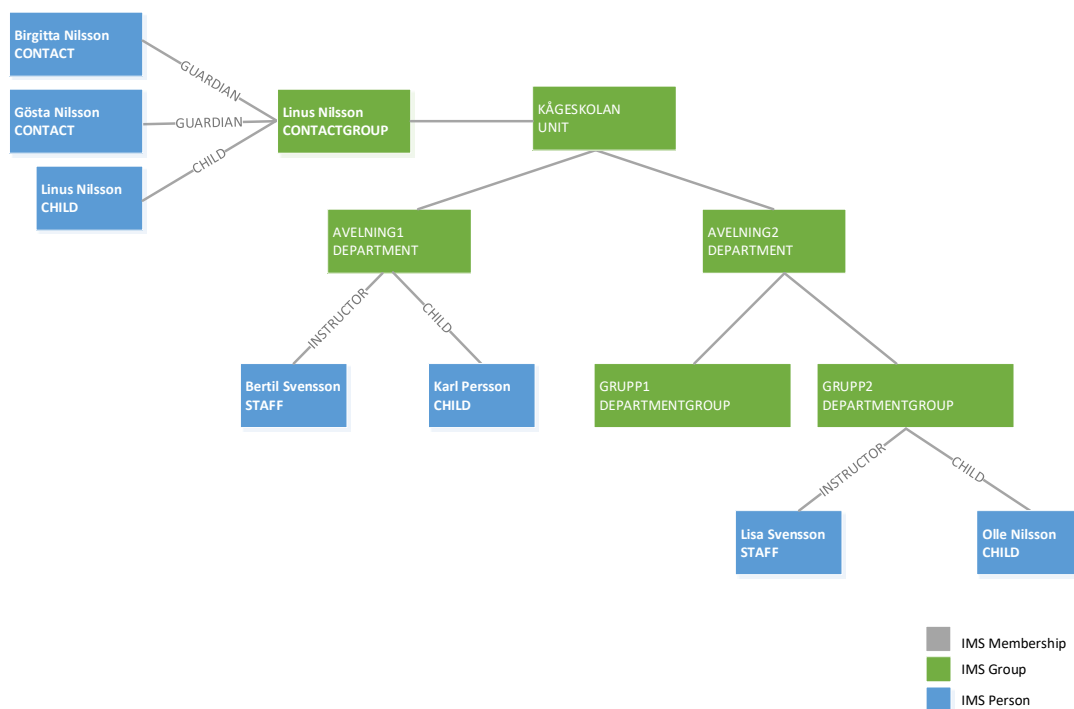 Birgitta Nilsson
CONTACT
GUARDIAN
Gösta Nilsson
CONTACT
GUARDIAN
Linus Nilsson
CONTACTGROUP
KÅGESKOLAN
UNIT
CHILD
Linus Nilsson
CHILD
AVELNING1
DEPARTMENT
AVELNING2
DEPARTMENT
INSTRUCTOR
CHILD
Bertil Svensson
STAFF
Karl Persson
CHILD
GRUPP1
DEPARTMENTGROUP
GRUPP2
DEPARTMENTGROUP
INSTRUCTOR
CHILD
Lisa Svensson
STAFF
Olle Nilsson
CHILD
IMS Membership
IMS Group
IMS Person